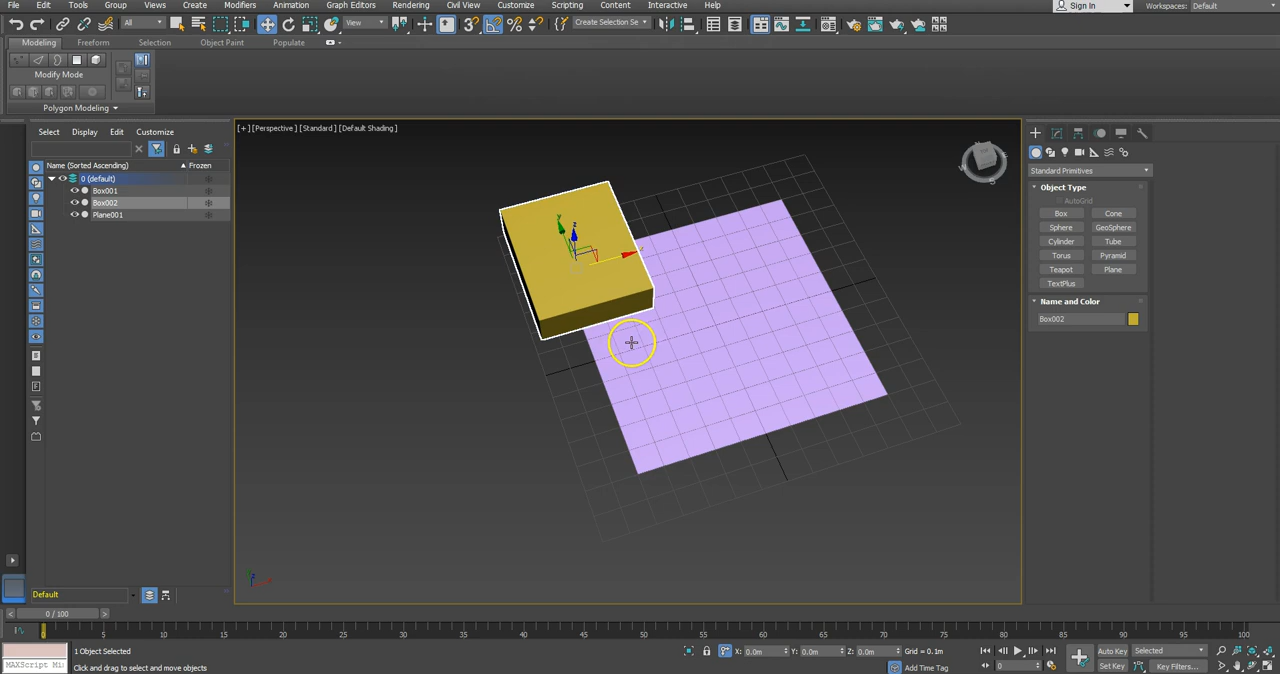 File Edit Tools Group Views Create Modifiers Animation Graph Editors Rendering Civil View Customize Scripting Content Interactive Help Sign In Workspaces: Default
All View Create Selection Se
Modeling Freeform Selection Object Paint Populate
Modify Mode
Polygon Modeling
Select Display Edit Customize
Name (Sorted Ascending) Frozen
0 (default)
Box001
Box002
Plane001
[+] [Perspective] [Standard] [Default Shading]
Standard Primitives
Object Type
AutoGrid
Box Cone
Sphere GeoSphere
Cylinder Tube
Torus Pyramid
Teapot Plane
TextPlus
Name and Color
Box002
Default
0 / 100
0 5 10 15 20 25 30 35 40 45 50 55 60 65 70 75 80 85 90 95 100
1 Object Selected X: 0.0m Y: 0.0m Z: 0.0m Grid = 0.1m Auto Key Selected
MAXScript Mi: Click and drag to select and move objects Add Time Tag 0 Set Key Key Filters...